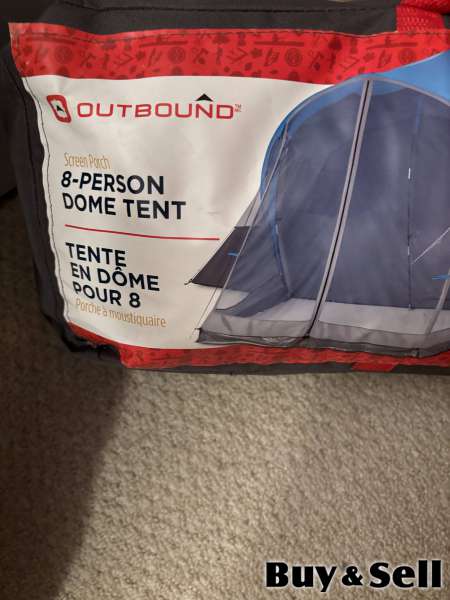 OUTBOUND
Screen Porch
8-PERSON
DOME TENT
TENTE
EN DÔME
POUR 8
Porche à moustiquaire
Buy & Sell